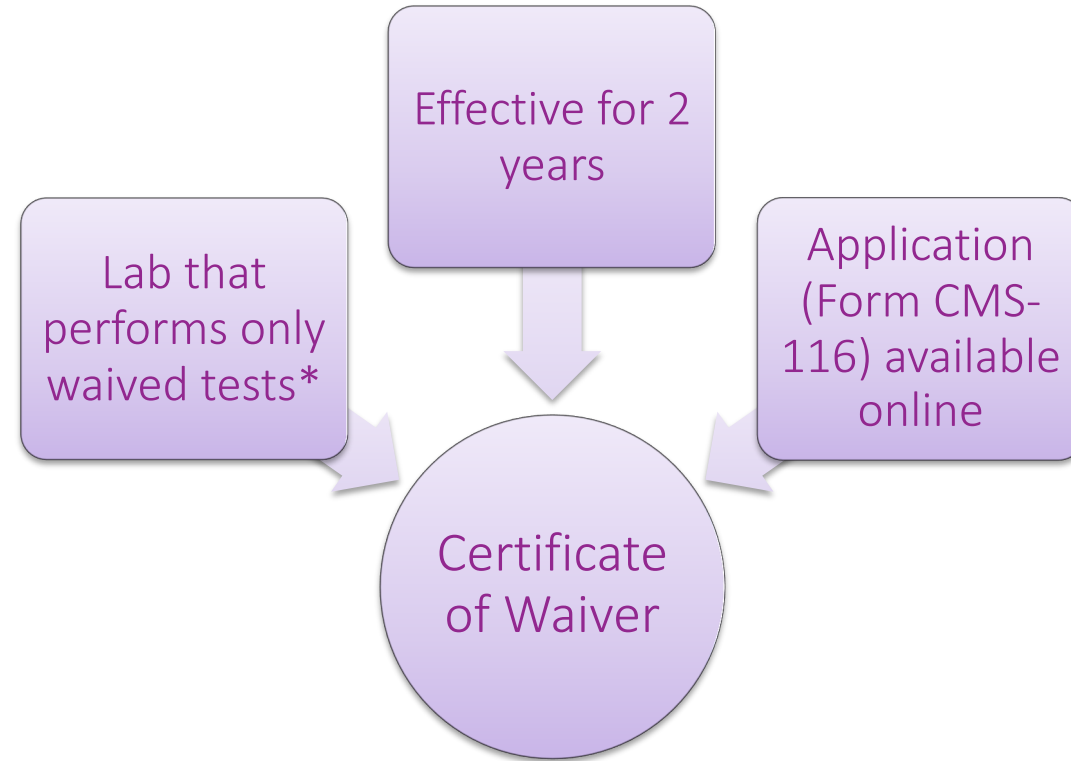 Effective for 2
years
Lab that
performs only
waived tests*
Application
(Form CMS-
116) available
online
Certificate
of Waiver